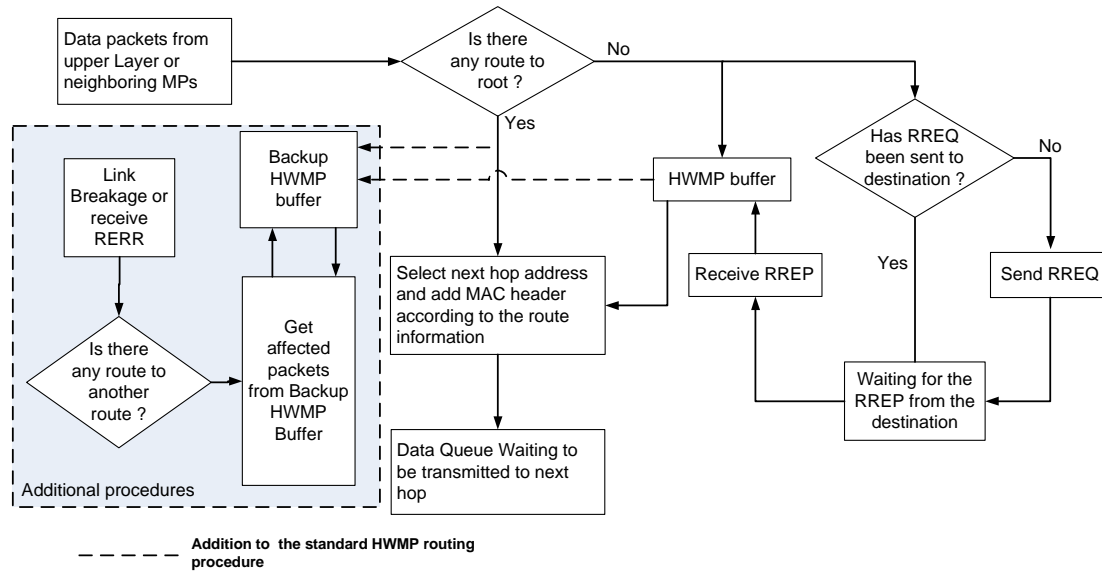 Data packets from
upper Layer or
neighboring MPs
Is there
any route to
root ?
No
Yes
Has RREQ
been sent to
destination ?
No
Yes
Backup
HWMP
buffer
Link
Breakage or
receive
RERR
HWMP buffer
Receive RREP
Send RREQ
Select next hop address
and add MAC header
according to the route
information
Get
affected
packets
from Backup
HWMP
Buffer
Is there
any route to
another
route ?
Waiting for the
RREP from the
destination
Data Queue Waiting to
be transmitted to next
hop
Additional procedures
Addition to the standard HWMP routing
procedure